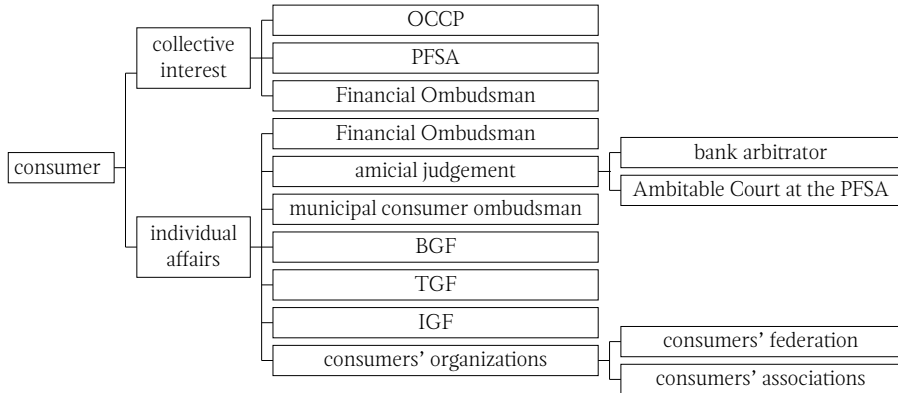 OCCP
collective
interest
PFSA
Financial Ombudsman
consumer
Financial Ombudsman
amicial judgement
bank arbitrator
Ambitable Court at the PFSA
municipal consumer ombudsman
individual
affairs
BGF
TGF
IGF
consumers' organizations
consumers' federation
consumers' associations